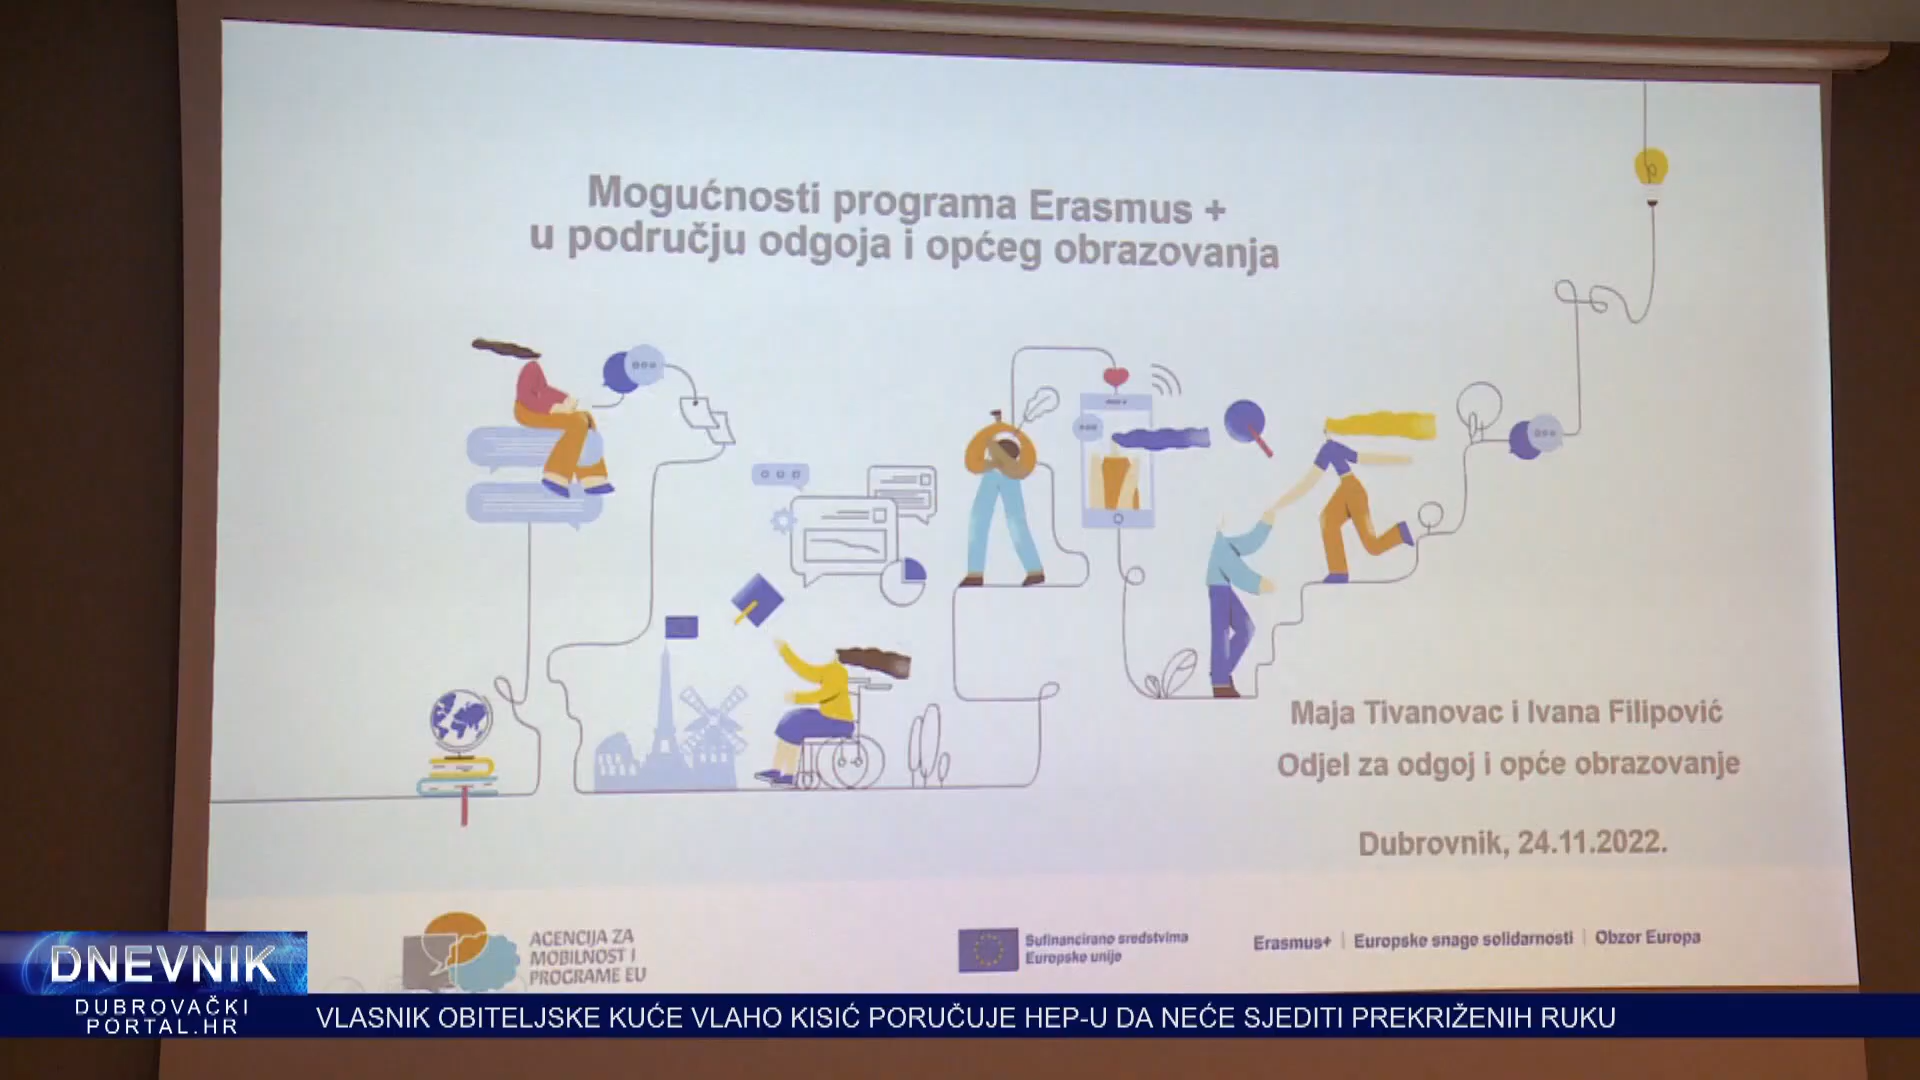 Mogućnosti programa Erasmus +
u području odgoja i općeg obrazovanja
Maja Tivanovac i Ivana Filipović
Odjel za odgoj i opće obrazovanje
Dubrovnik, 24.11.2022.
AGENCIJA ZA
MOBILNOST I
PROGRAME EU
Sufinancirano sredstvima
Europske unije
Erasmus+ | Europske snage solidarnosti | Obzor Europa
DNEVNIK
DUBROVAČKI
PORTAL.HR
VLASNIK OBITELJSKE KUĆE VLAHO KISIĆ PORUČUJE HEP-U DA NEĆE SJEDITI PREKRIŽENIH RUKU